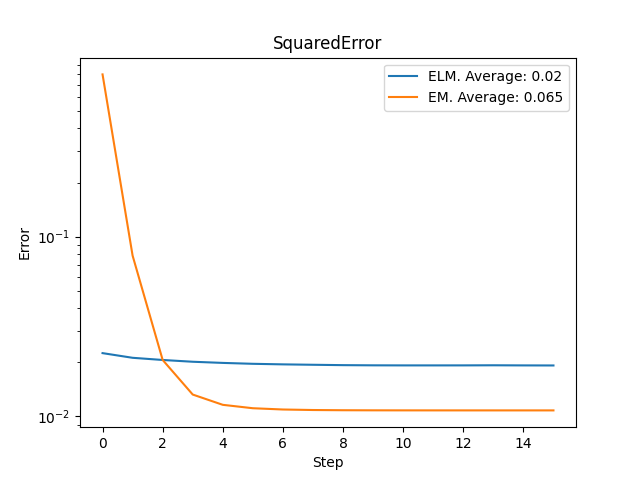 SquaredError
ELM. Average: 0.02
EM. Average: 0.065
Error
10⁻¹
10⁻²
0 2 4 6 8 10 12 14
Step